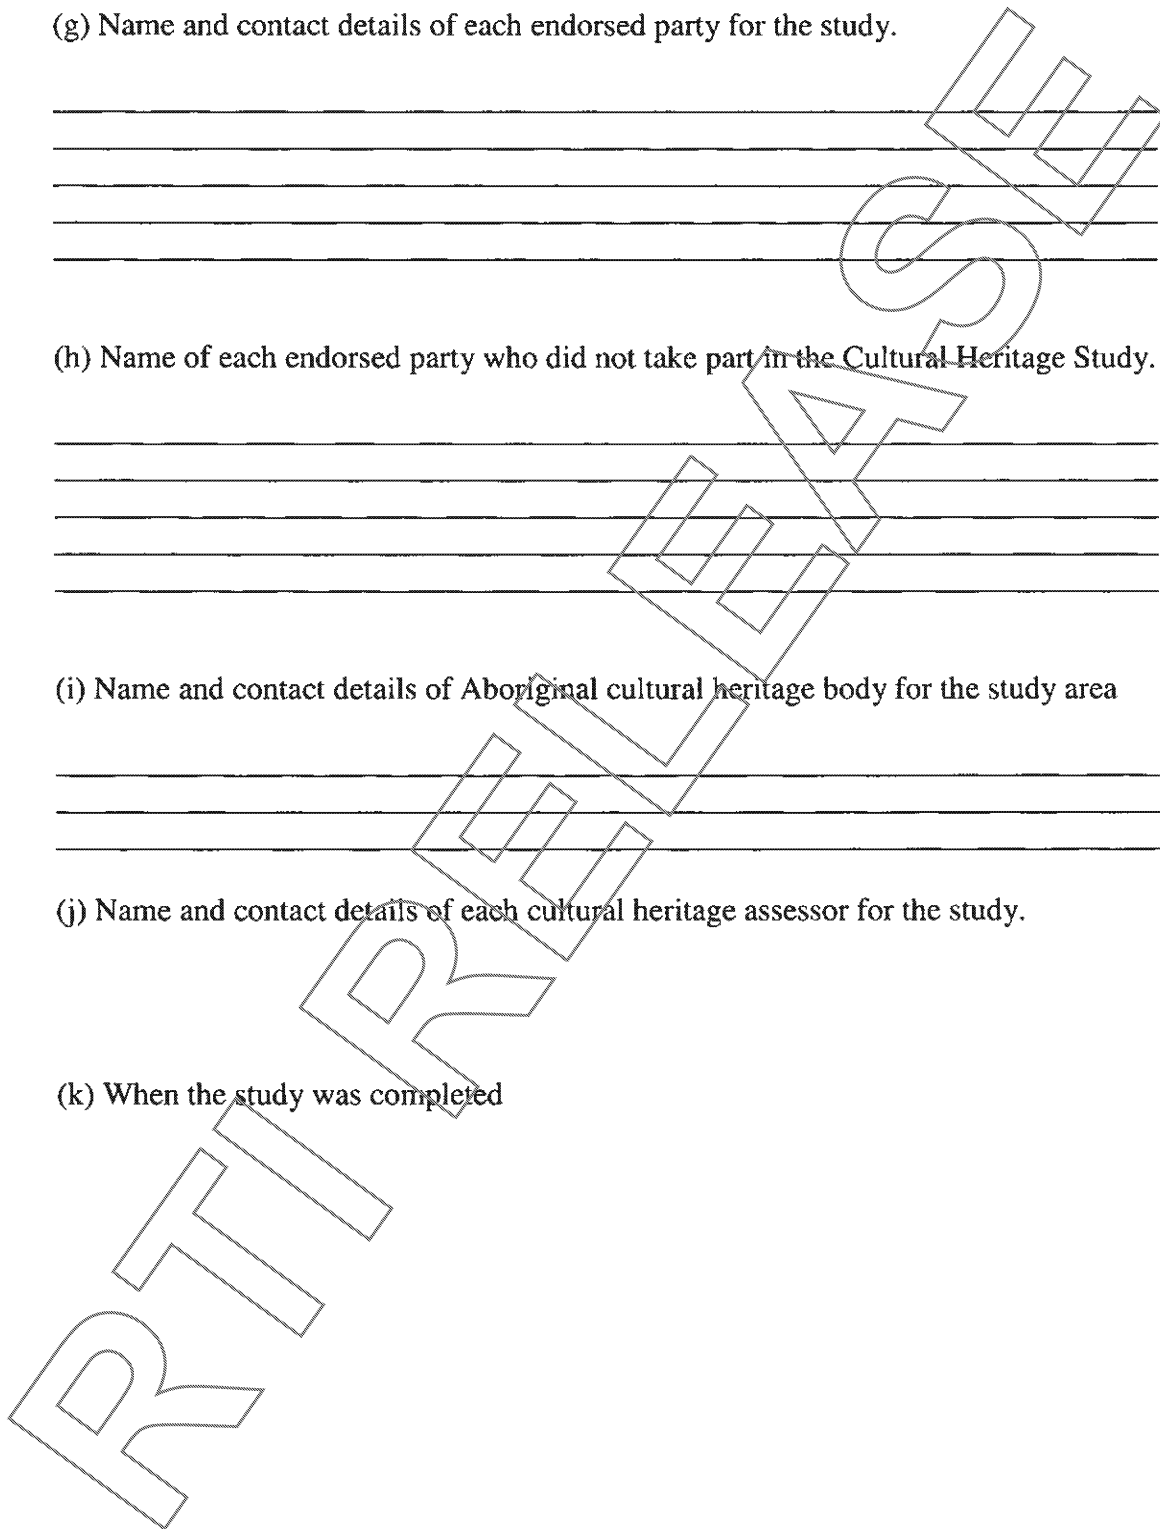 (g) Name and contact details of each endorsed party for the study.
(h) Name of each endorsed party who did not take part in the Cultural Heritage Study.
(i) Name and contact details of Aboriginal cultural heritage body for the study area
(j) Name and contact details of each cultural heritage assessor for the study.
(k) When the study was completed
RTI RELEASE